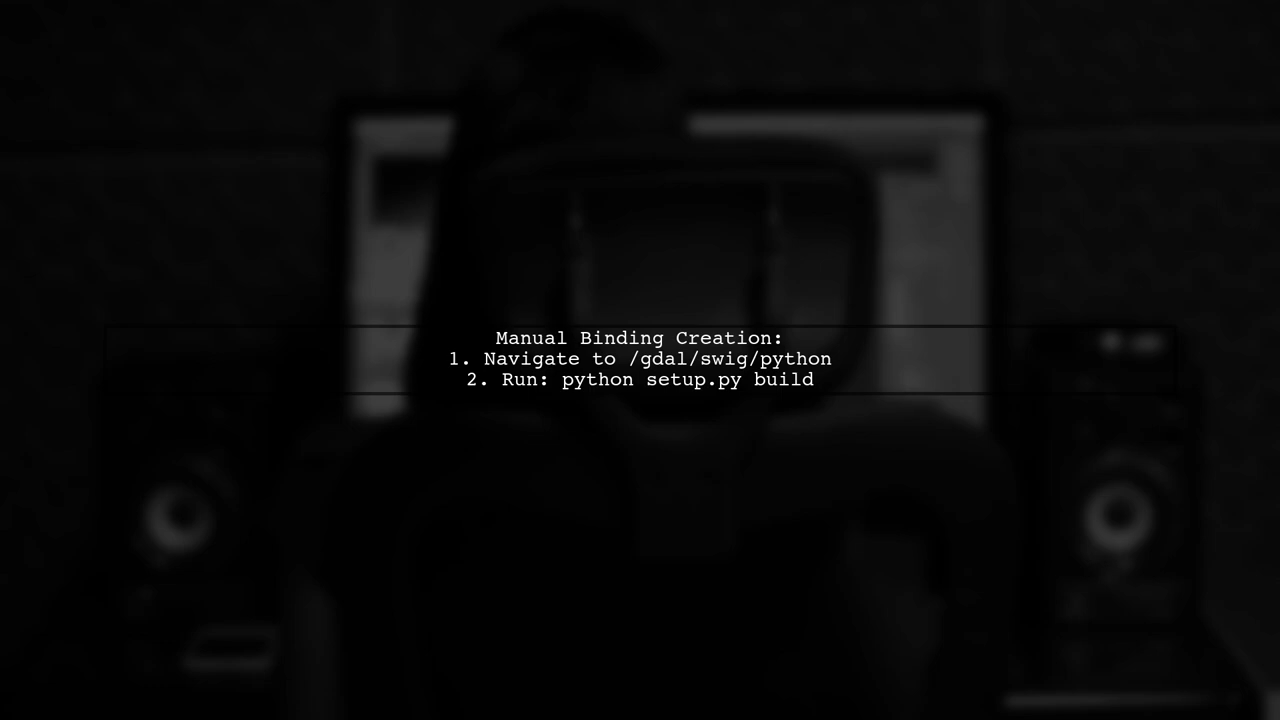 Manual Binding Creation:
1. Navigate to /gdal/swig/python
2. Run: python setup.py build